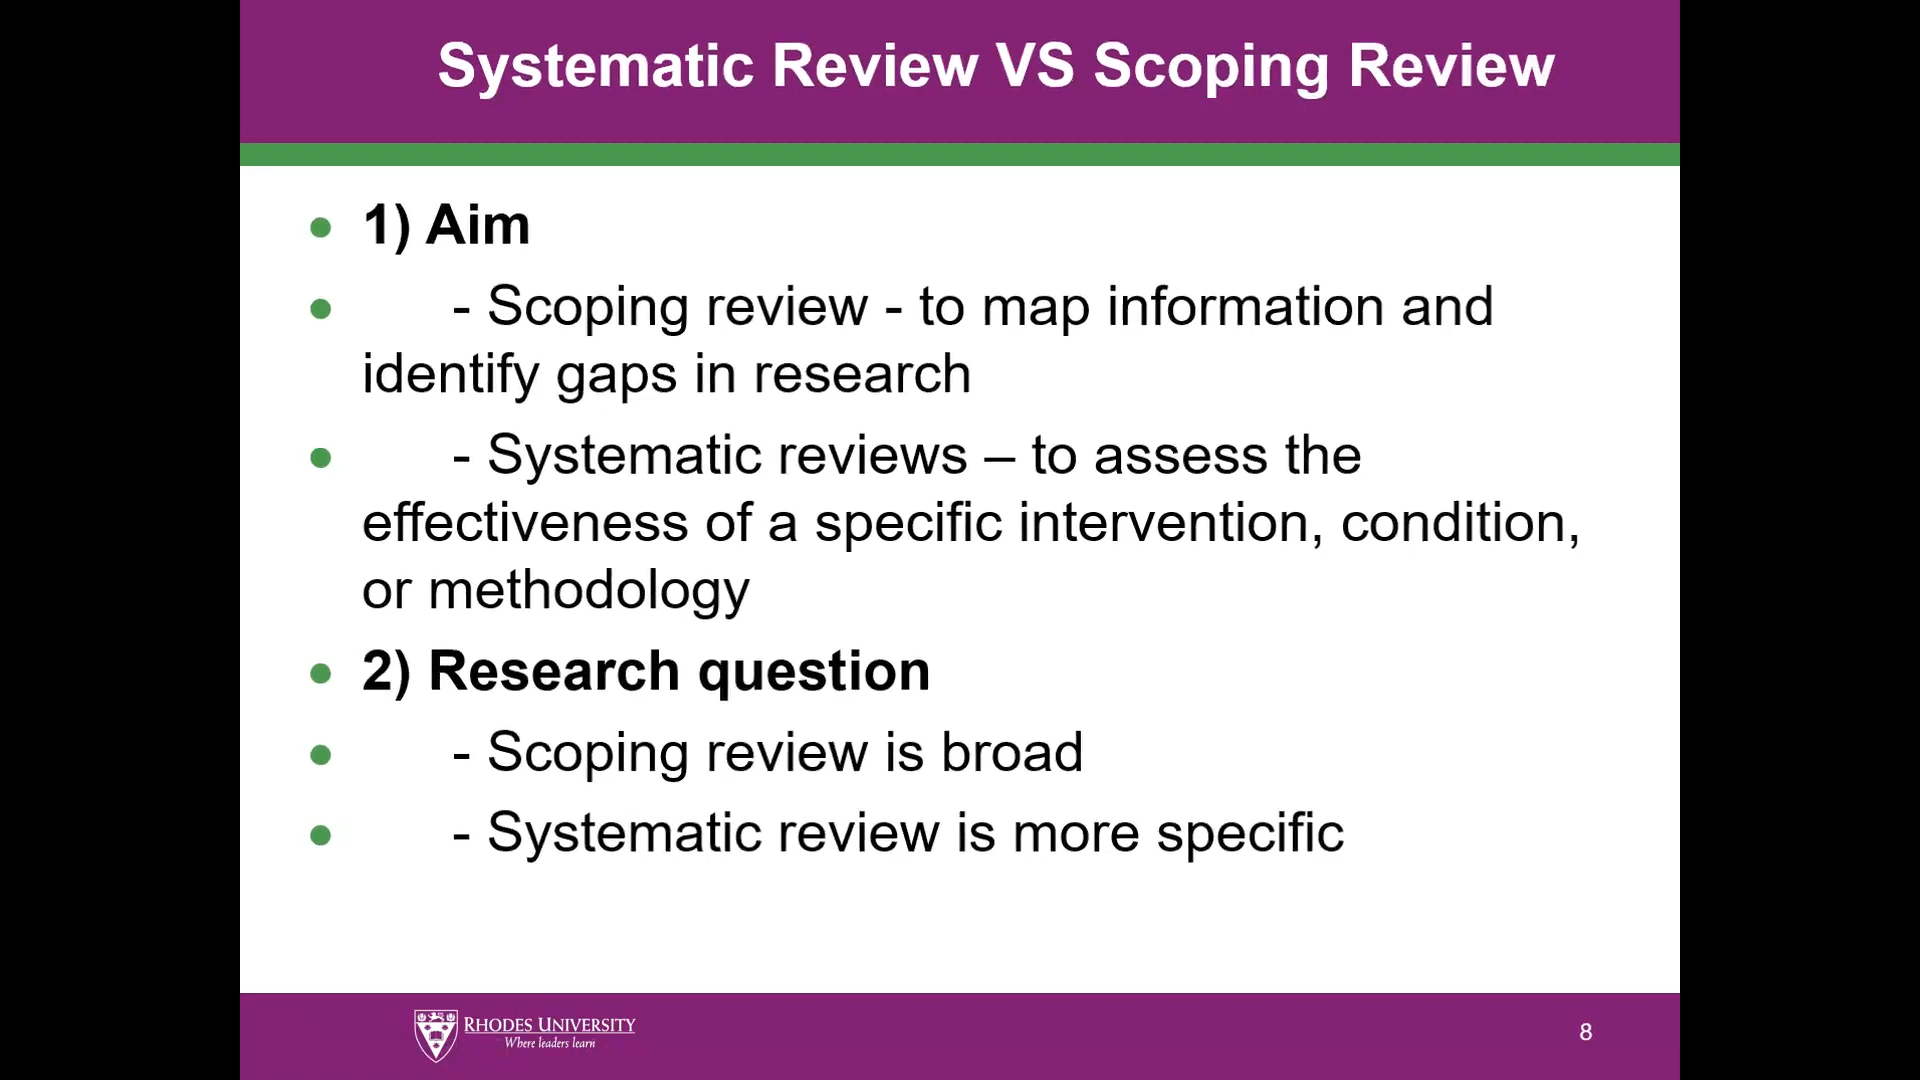 Systematic Review VS Scoping Review
• 1) Aim
• - Scoping review - to map information and
identify gaps in research
• - Systematic reviews – to assess the
effectiveness of a specific intervention, condition,
or methodology
• 2) Research question
• - Scoping review is broad
• - Systematic review is more specific
RHODES UNIVERSITY
Where leaders learn
8